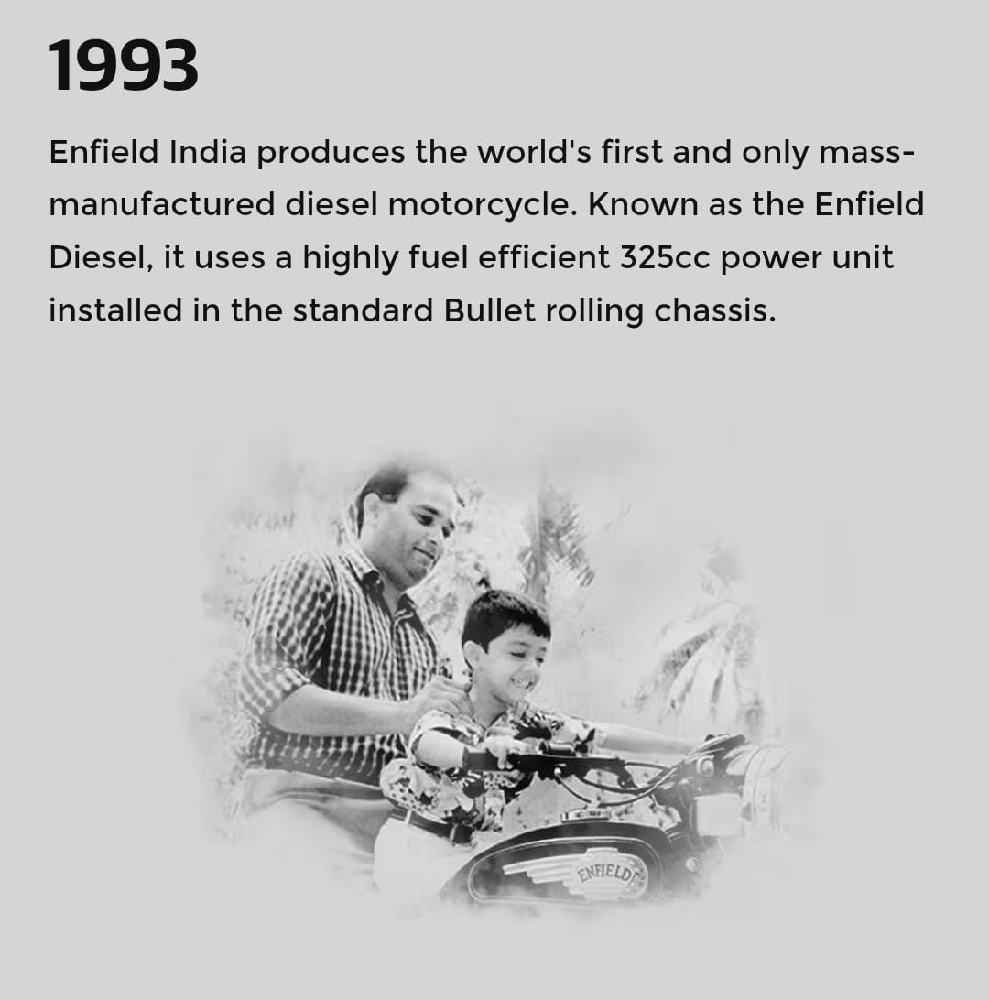 1993
Enfield India produces the world's first and only mass-
manufactured diesel motorcycle. Known as the Enfield
Diesel, it uses a highly fuel efficient 325cc power unit
installed in the standard Bullet rolling chassis.
ENFIELD